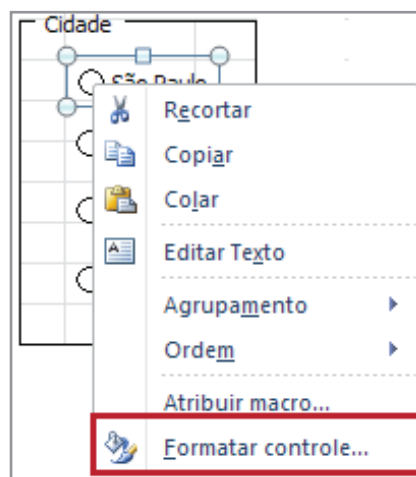 Cidade
São Paulo
Recortar
Copiar
Colar
Editar Texto
Agrupamento
Ordem
Atribuir macro...
Formatar controle...